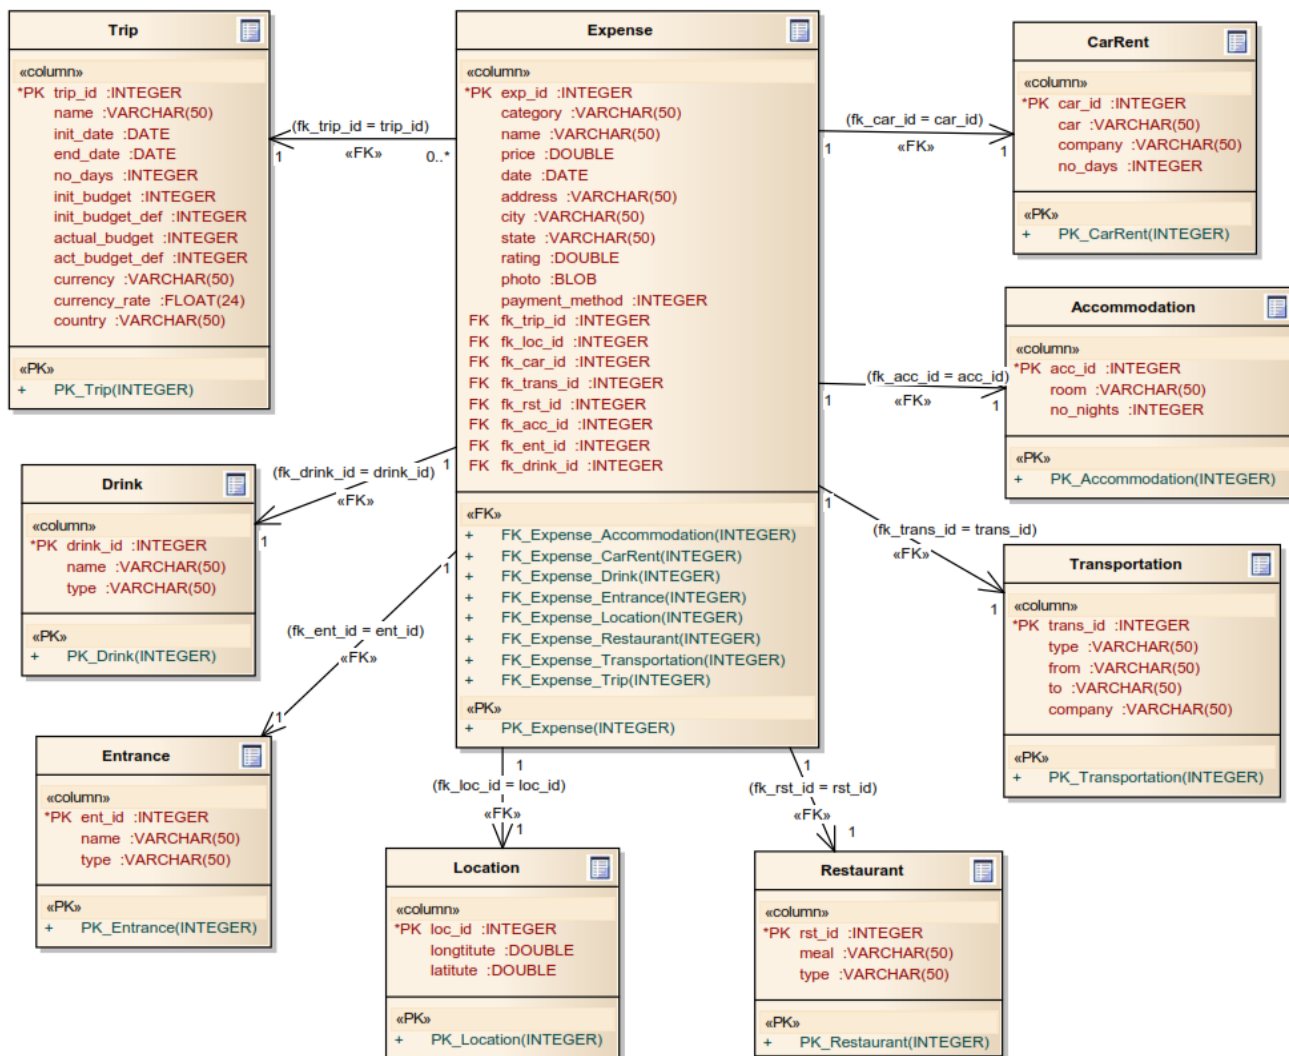 Trip
«column»
*PK trip_id :INTEGER
name :VARCHAR(50)
init_date :DATE
end_date :DATE
no_days :INTEGER
init_budget :INTEGER
init_budget_def :INTEGER
actual_budget :INTEGER
act_budget_def :INTEGER
currency :VARCHAR(50)
currency_rate :FLOAT(24)
country :VARCHAR(50)
«PK»
+ PK_Trip(INTEGER)
(fk_trip_id = trip_id)
1
«FK»
0..*
Expense
«column»
*PK exp_id :INTEGER
category :VARCHAR(50)
name :VARCHAR(50)
price :DOUBLE
date :DATE
address :VARCHAR(50)
city :VARCHAR(50)
state :VARCHAR(50)
rating :DOUBLE
photo :BLOB
payment_method :INTEGER
FK fk_trip_id :INTEGER
FK fk_loc_id :INTEGER
FK fk_car_id :INTEGER
FK fk_trans_id :INTEGER
FK fk_rst_id :INTEGER
FK fk_acc_id :INTEGER
FK fk_ent_id :INTEGER
FK fk_drink_id :INTEGER
«FK»
+ FK_Expense_Accommodation(INTEGER)
+ FK_Expense_CarRent(INTEGER)
+ FK_Expense_Drink(INTEGER)
+ FK_Expense_Entrance(INTEGER)
+ FK_Expense_Location(INTEGER)
+ FK_Expense_Restaurant(INTEGER)
+ FK_Expense_Transportation(INTEGER)
+ FK_Expense_Trip(INTEGER)
«PK»
+ PK_Expense(INTEGER)
(fk_car_id = car_id)
1
«FK»
1
CarRent
«column»
*PK car_id :INTEGER
car :VARCHAR(50)
company :VARCHAR(50)
no_days :INTEGER
«PK»
+ PK_CarRent(INTEGER)
(fk_acc_id = acc_id)
1
«FK»
1
Accommodation
«column»
*PK acc_id :INTEGER
room :VARCHAR(50)
no_nights :INTEGER
«PK»
+ PK_Accommodation(INTEGER)
1
(fk_trans_id = trans_id)
«FK»
1
Transportation
«column»
*PK trans_id :INTEGER
type :VARCHAR(50)
from :VARCHAR(50)
to :VARCHAR(50)
company :VARCHAR(50)
«PK»
+ PK_Transportation(INTEGER)
1
(fk_drink_id = drink_id)
«FK»
1
Drink
«column»
*PK drink_id :INTEGER
name :VARCHAR(50)
type :VARCHAR(50)
«PK»
+ PK_Drink(INTEGER)
1
(fk_ent_id = ent_id)
«FK»
1
Entrance
«column»
*PK ent_id :INTEGER
name :VARCHAR(50)
type :VARCHAR(50)
«PK»
+ PK_Entrance(INTEGER)
1
(fk_loc_id = loc_id)
«FK»
1
Location
«column»
*PK loc_id :INTEGER
longtitute :DOUBLE
latitute :DOUBLE
«PK»
+ PK_Location(INTEGER)
1
(fk_rst_id = rst_id)
«FK»
1
Restaurant
«column»
*PK rst_id :INTEGER
meal :VARCHAR(50)
type :VARCHAR(50)
«PK»
+ PK_Restaurant(INTEGER)